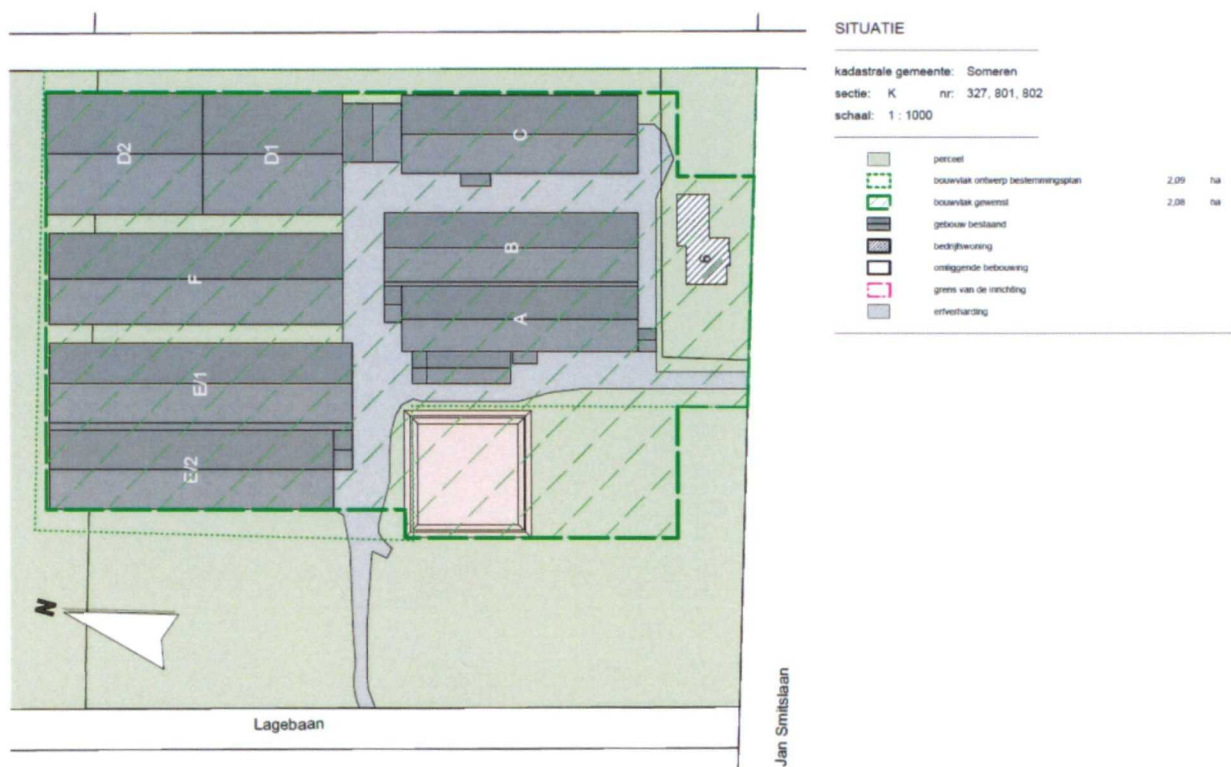 SITUATIE
kadastrale gemeente: Someren
sectie: K nr: 327, 801, 802
schaal: 1 : 1000
perceel
bouwvlak ontwerp bestemmingsplan 2,09 ha
bouwvlak gewenst 2,08 ha
gebouw bestaand
bedrijfswoning
omliggende bebouwing
grens van de inrichting
erfverharding
D2
D1
C
F
B
6
A
E/1
E/2
N
Lagebaan
Jan Smitslaan